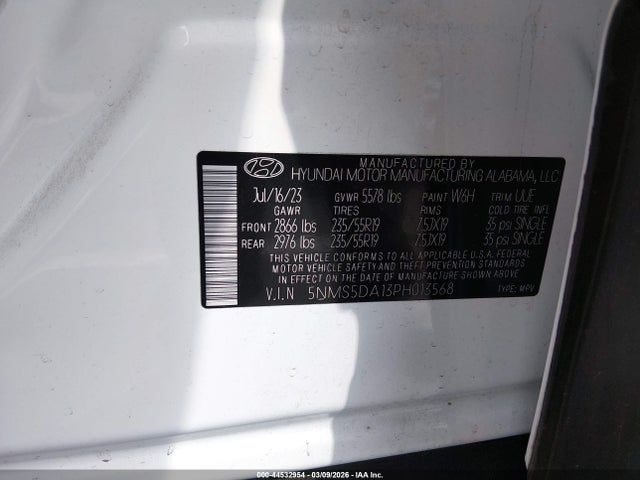 MANUFACTURED BY
HYUNDAI MOTOR MANUFACTURING ALABAMA, LLC
Jul/16/23 GVWR 5578 lbs PAINT W6H TRIM UUE
GAWR TIRES RIMS COLD TIRE INF.
FRONT 2866 lbs 235/55R19 7.5JX19 35 psi SINGLE
REAR 2976 lbs 235/55R19 7.5JX19 35 psi SINGLE
THIS VEHICLE CONFORMS TO ALL APPLICABLE U.S.A. FEDERAL
MOTOR VEHICLE SAFETY AND THEFT PREVENTION STANDARDS
IN EFFECT ON THE DATE OF MANUFACTURE SHOWN ABOVE.
V.I.N 5NMS5DA13PH013568 TYPE: MPV
000-44532954 - 03/09/2026 - IAA Inc.